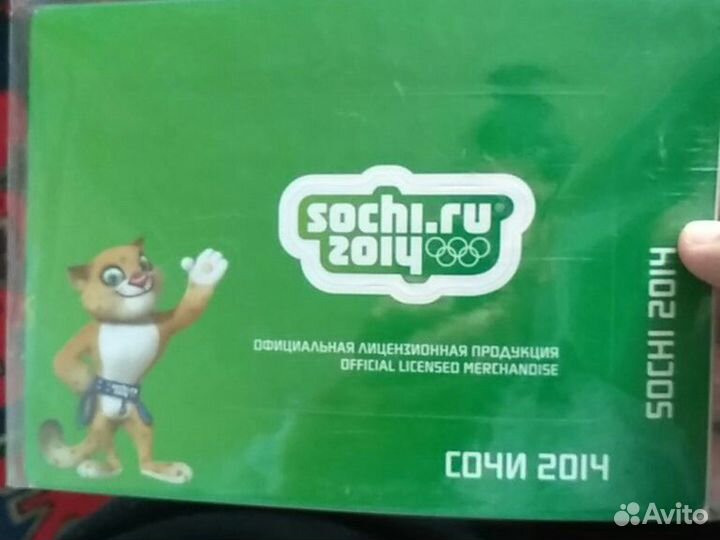 sochi.ru
2014
ОФИЦИАЛЬНАЯ ЛИЦЕНЗИОННАЯ ПРОДУКЦИЯ
OFFICIAL LICENSED MERCHANDISE
СОЧИ 2014
SOCHI 2014
Avito